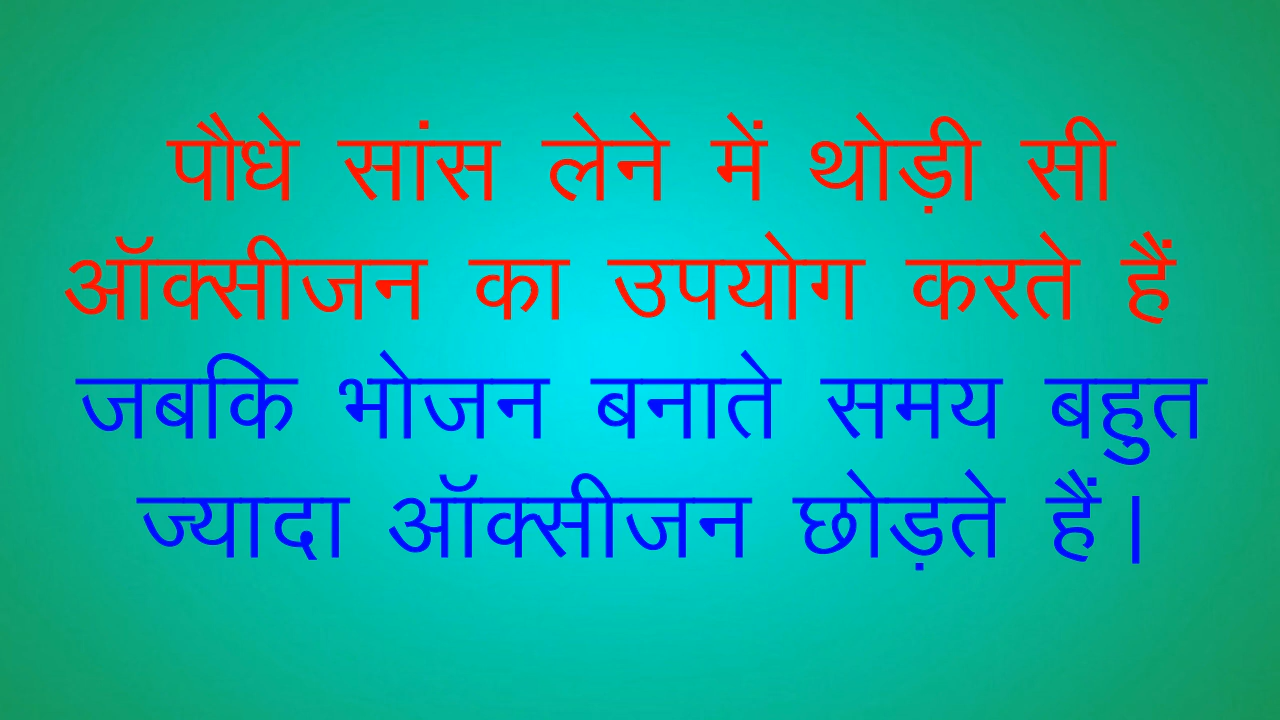 पौधे सांस लेने में थोड़ी सी
ऑक्सीजन का उपयोग करते हैं
जबकि भोजन बनाते समय बहुत
ज्यादा ऑक्सीजन छोड़ते हैं।